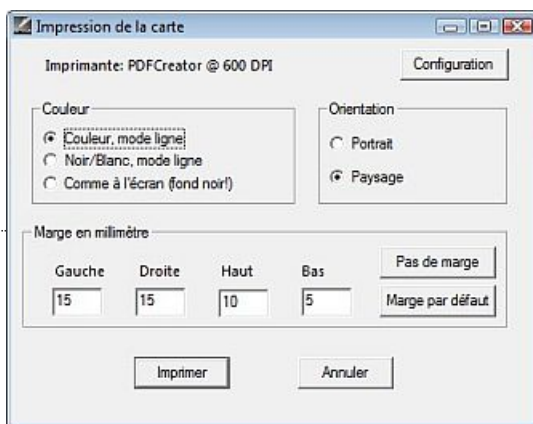 Impression de la carte
Imprimante: PDFCreator @ 600 DPI
Configuration
Couleur
Couleur, mode ligne
Noir/Blanc, mode ligne
Comme à l'écran (fond noir!)
Orientation
Portrait
Paysage
Marge en millimètre
Gauche Droite Haut Bas
15 15 10 5
Pas de marge
Marge par défaut
Imprimer Annuler